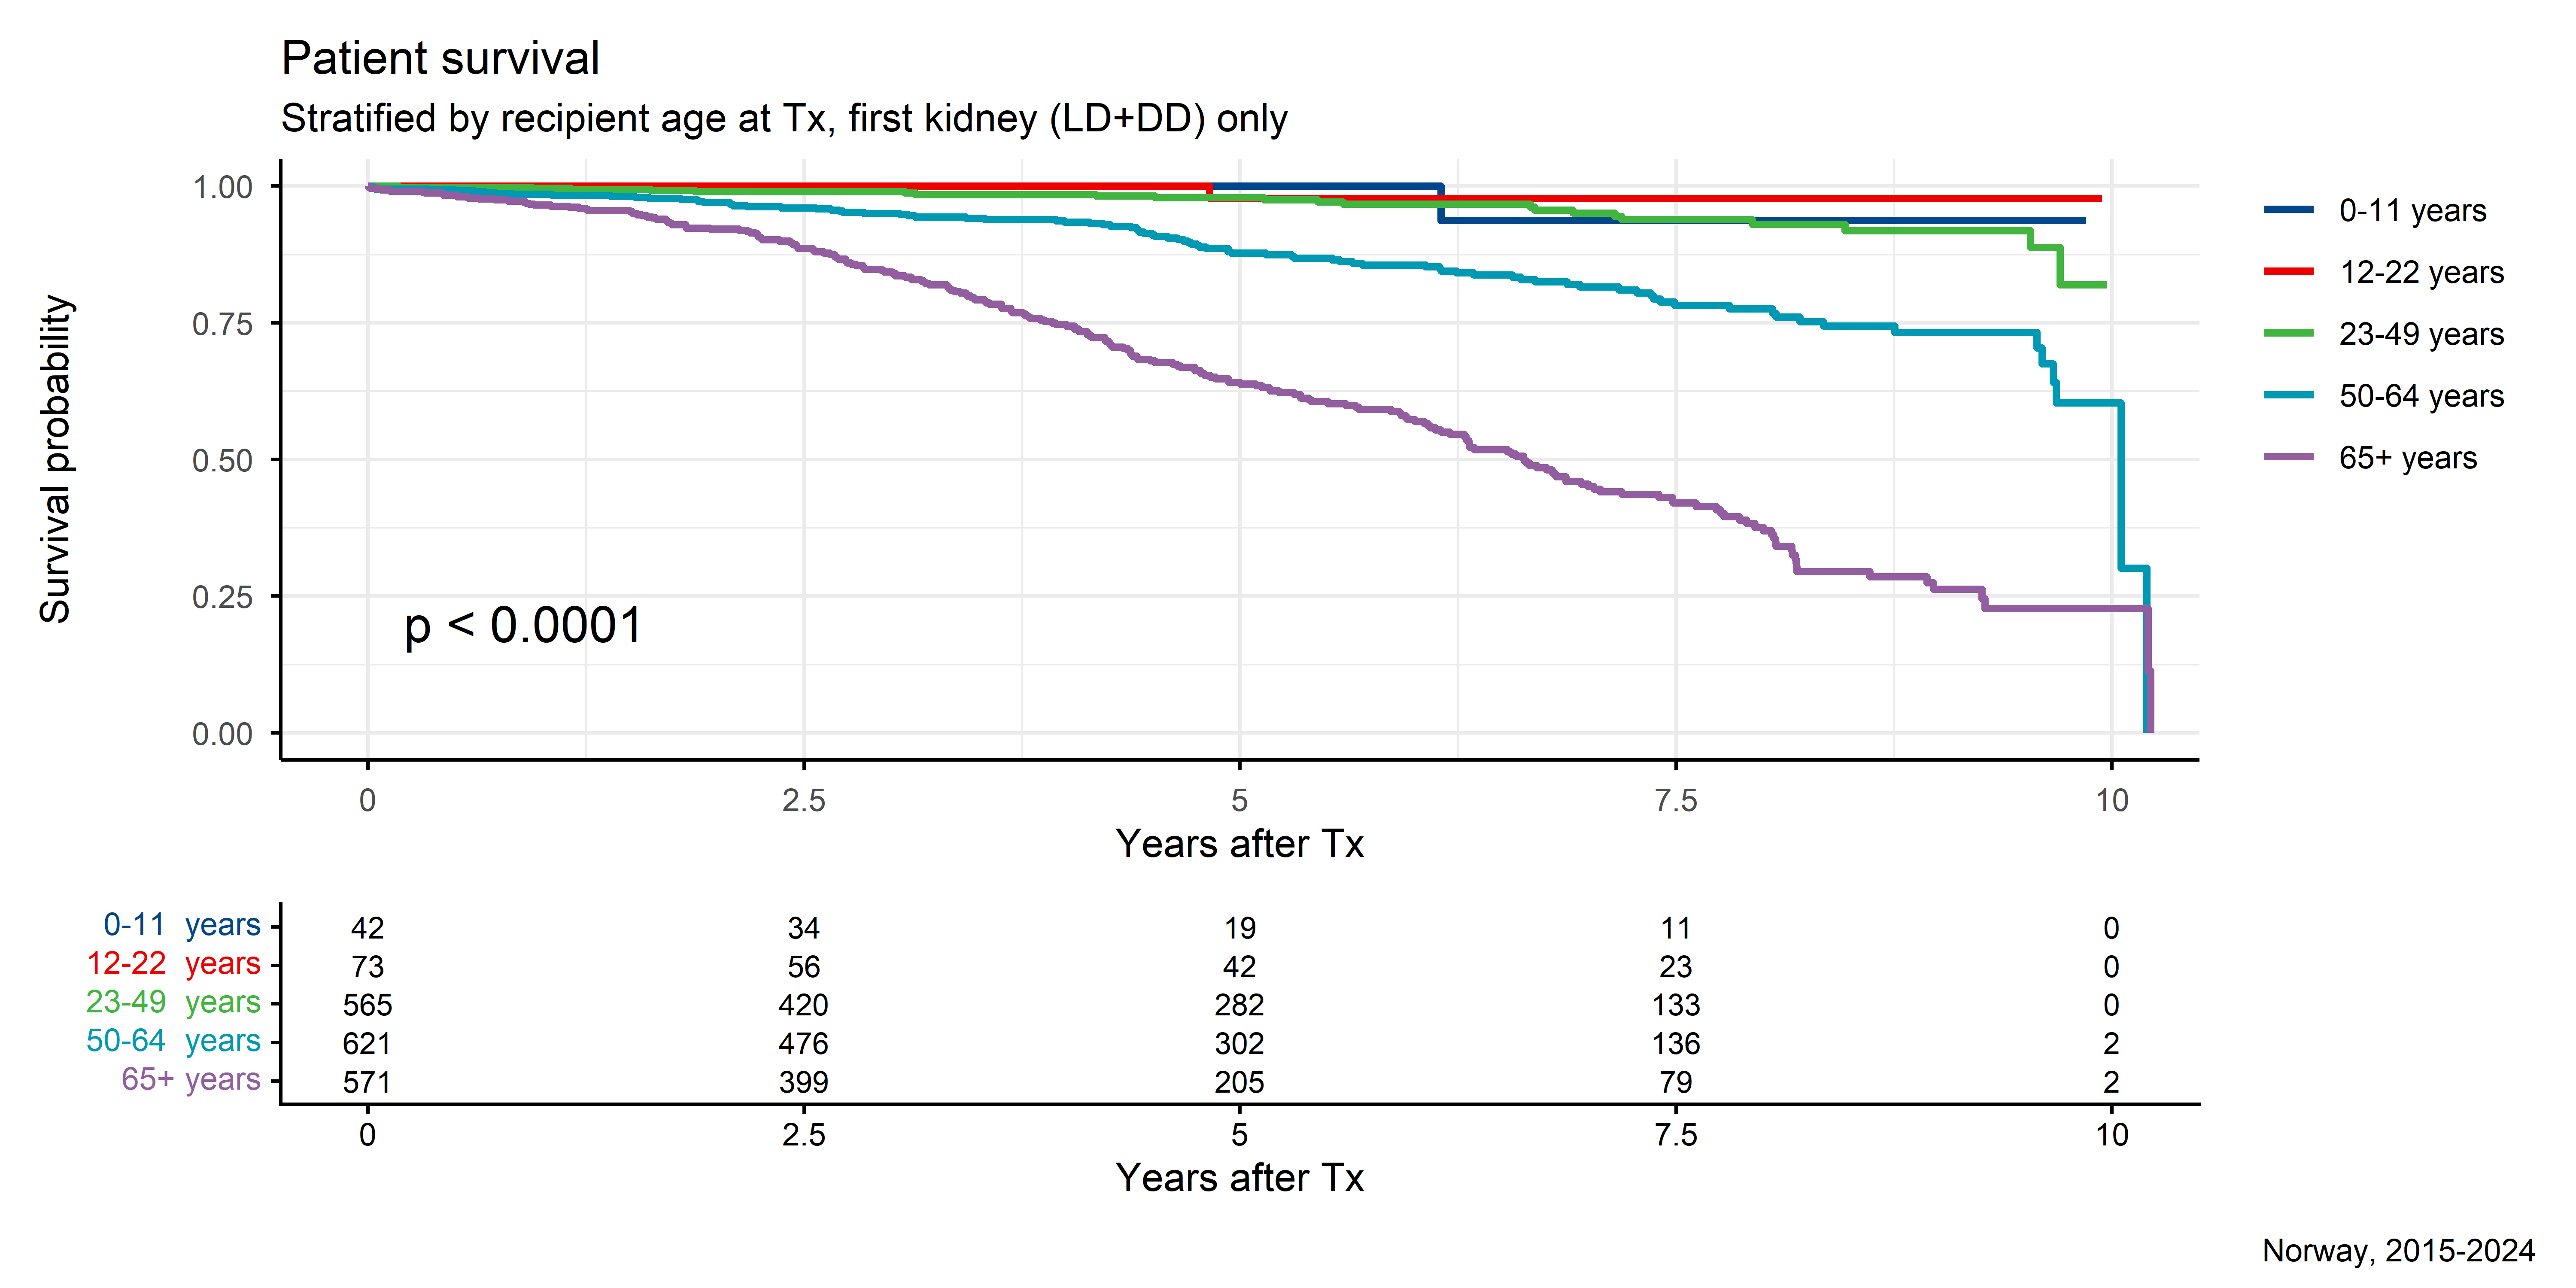 Patient survival
Stratified by recipient age at Tx, first kidney (LD+DD) only
Survival probability
1.00
0.75
0.50
0.25
0.00
p < 0.0001
0 2.5 5 7.5 10
Years after Tx
0-11 years
12-22 years
23-49 years
50-64 years
65+ years
0-11 years 42 34 19 11 0
12-22 years 73 56 42 23 0
23-49 years 565 420 282 133 0
50-64 years 621 476 302 136 2
65+ years 571 399 205 79 2
0 2.5 5 7.5 10
Years after Tx
Norway, 2015-2024